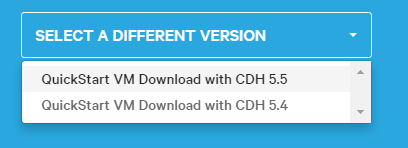 SELECT A DIFFERENT VERSION
QuickStart VM Download with CDH 5.5
QuickStart VM Download with CDH 5.4